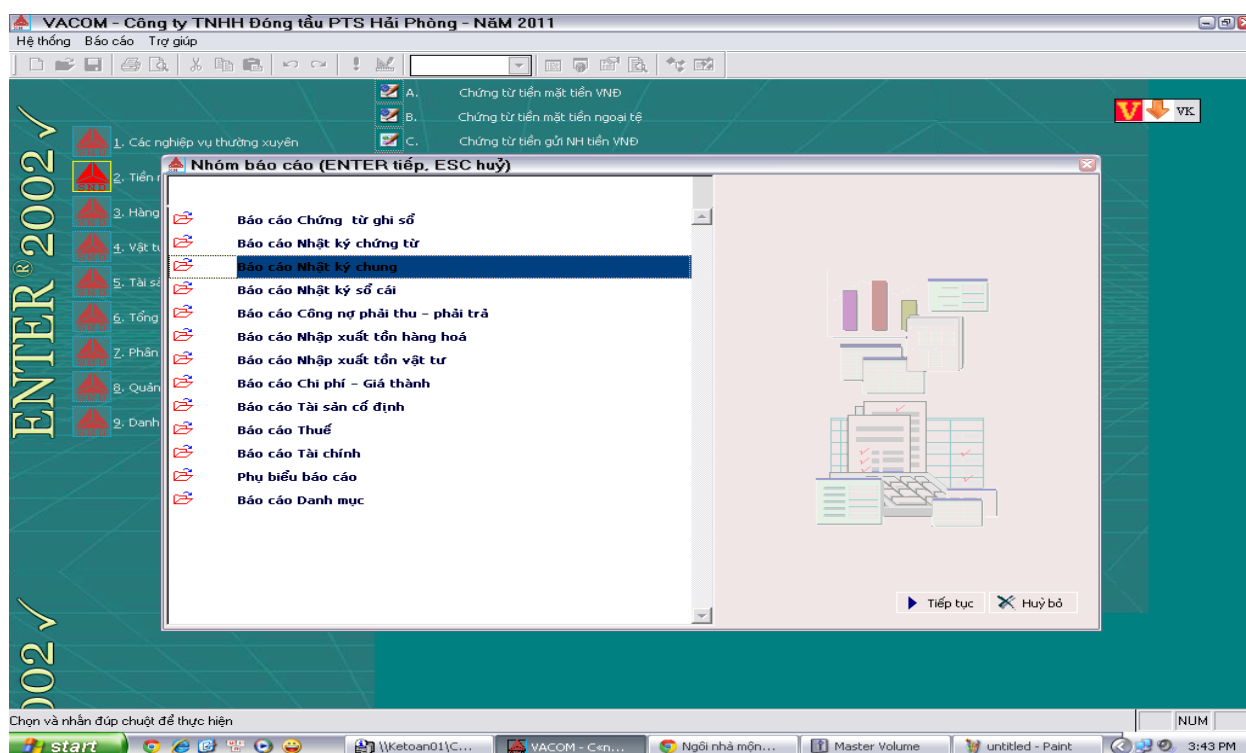 VACOM - Công ty TNHH Đóng tầu PTS Hải Phòng - NăM 2011
Hệ thống Báo cáo Trợ giúp
A. Chứng từ tiền mặt tiền VNĐ
B. Chứng từ tiền mặt tiền ngoại tệ
C. Chứng từ tiền gửi NH tiền VNĐ
V VK
ENTER®2002
1. Các nghiệp vụ thường xuyên
2. Tiền
3. Hàng
4. Vật
5. Tài
6. Tổng
7. Phân
8. Quản
9. Danh
Nhóm báo cáo (ENTER tiếp, ESC huỷ)
Báo cáo Chứng từ ghi sổ
Báo cáo Nhật ký chứng từ
Báo cáo Nhật ký chung
Báo cáo Nhật ký sổ cái
Báo cáo Công nợ phải thu - phải trả
Báo cáo Nhập xuất tồn hàng hoá
Báo cáo Nhập xuất tồn vật tư
Báo cáo Chi phí - Giá thành
Báo cáo Tài sản cố định
Báo cáo Thuế
Báo cáo Tài chính
Phụ biểu báo cáo
Báo cáo Danh mục
Tiếp tục Huỷ bỏ
002
Chọn và nhấn đúp chuột để thực hiện NUM
start \\Ketoan01\C... VACOM - C«n... Ngôi nhà mộn... Master Volume untitled - Paint 3:43 PM